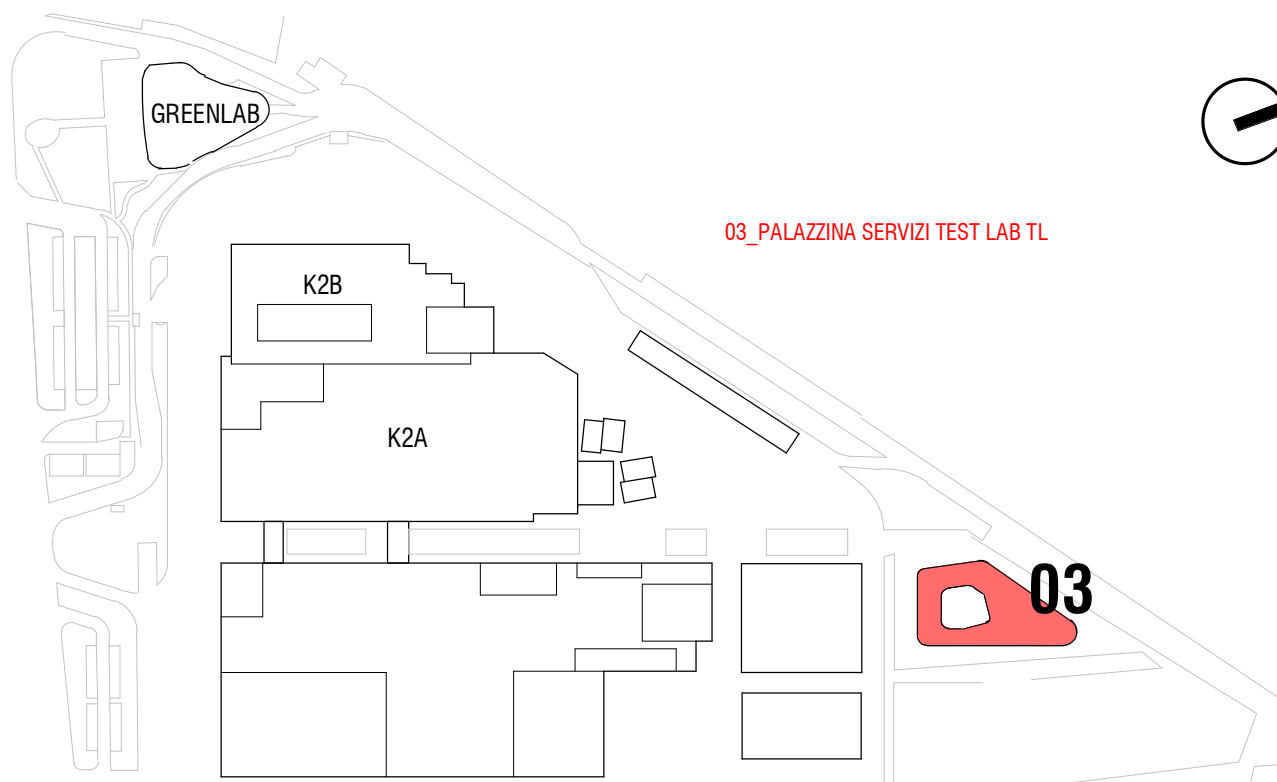 GREENLAB
03_PALAZZINA SERVIZI TEST LAB TL
K2B
K2A
03